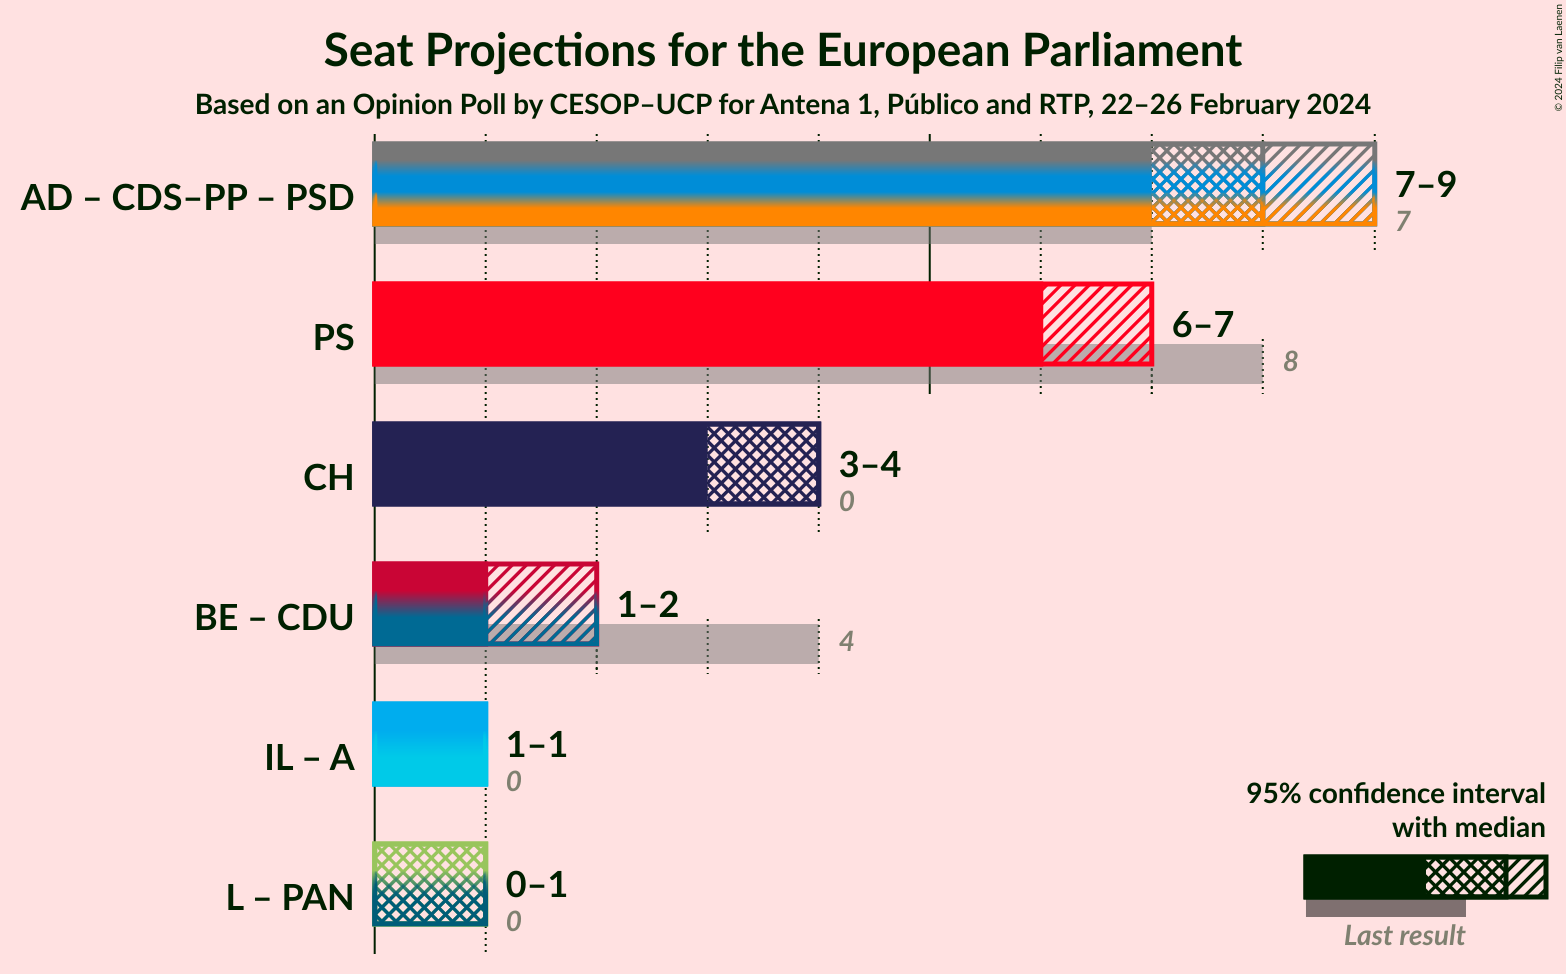 Seat Projections for the European Parliament
Based on an Opinion Poll by CESOP–UCP for Antena 1, Público and RTP, 22–26 February 2024
© 2024 Filip van Laenen
AD – CDS–PP – PSD
7–9
7
PS
6–7
8
CH
3–4
0
BE – CDU
1–2
4
IL – A
1–1
0
L – PAN
0–1
0
95% confidence interval
with median
Last result